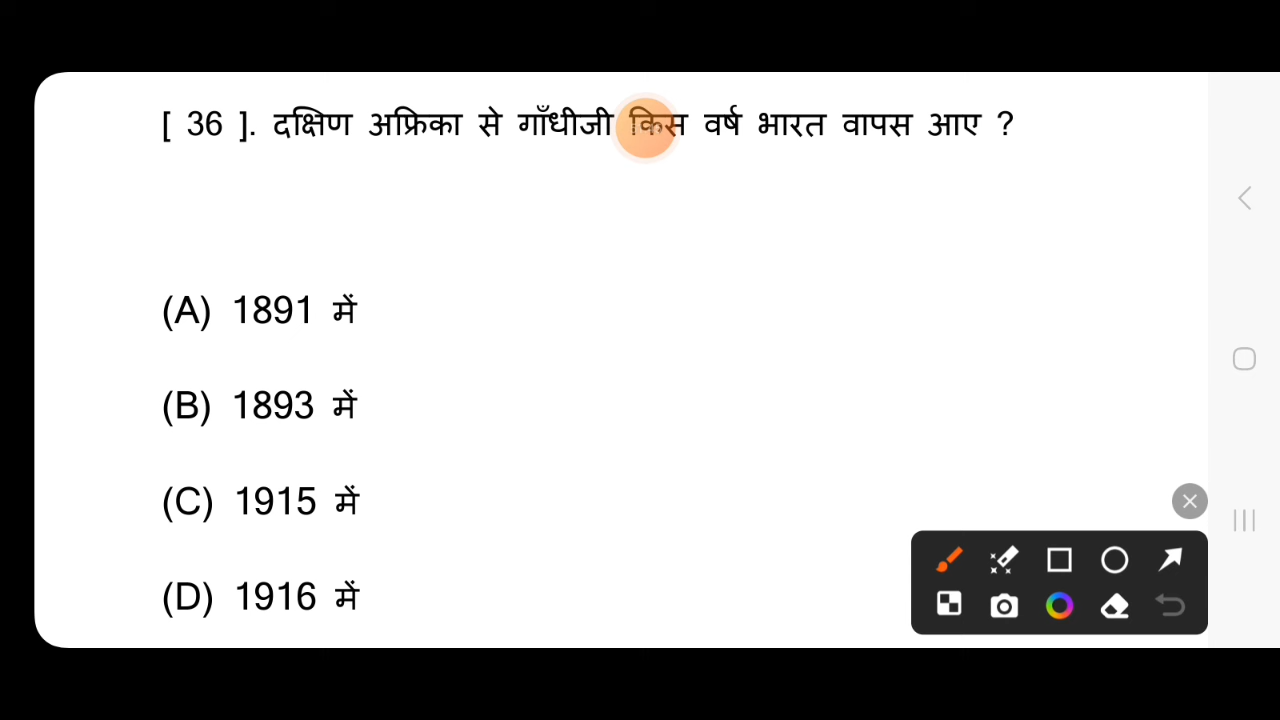 [ 36 ]. दक्षिण अफ्रिका से गाँधीजी किस वर्ष भारत वापस आए ?
(A) 1891 में
(B) 1893 में
(C) 1915 में
(D) 1916 में